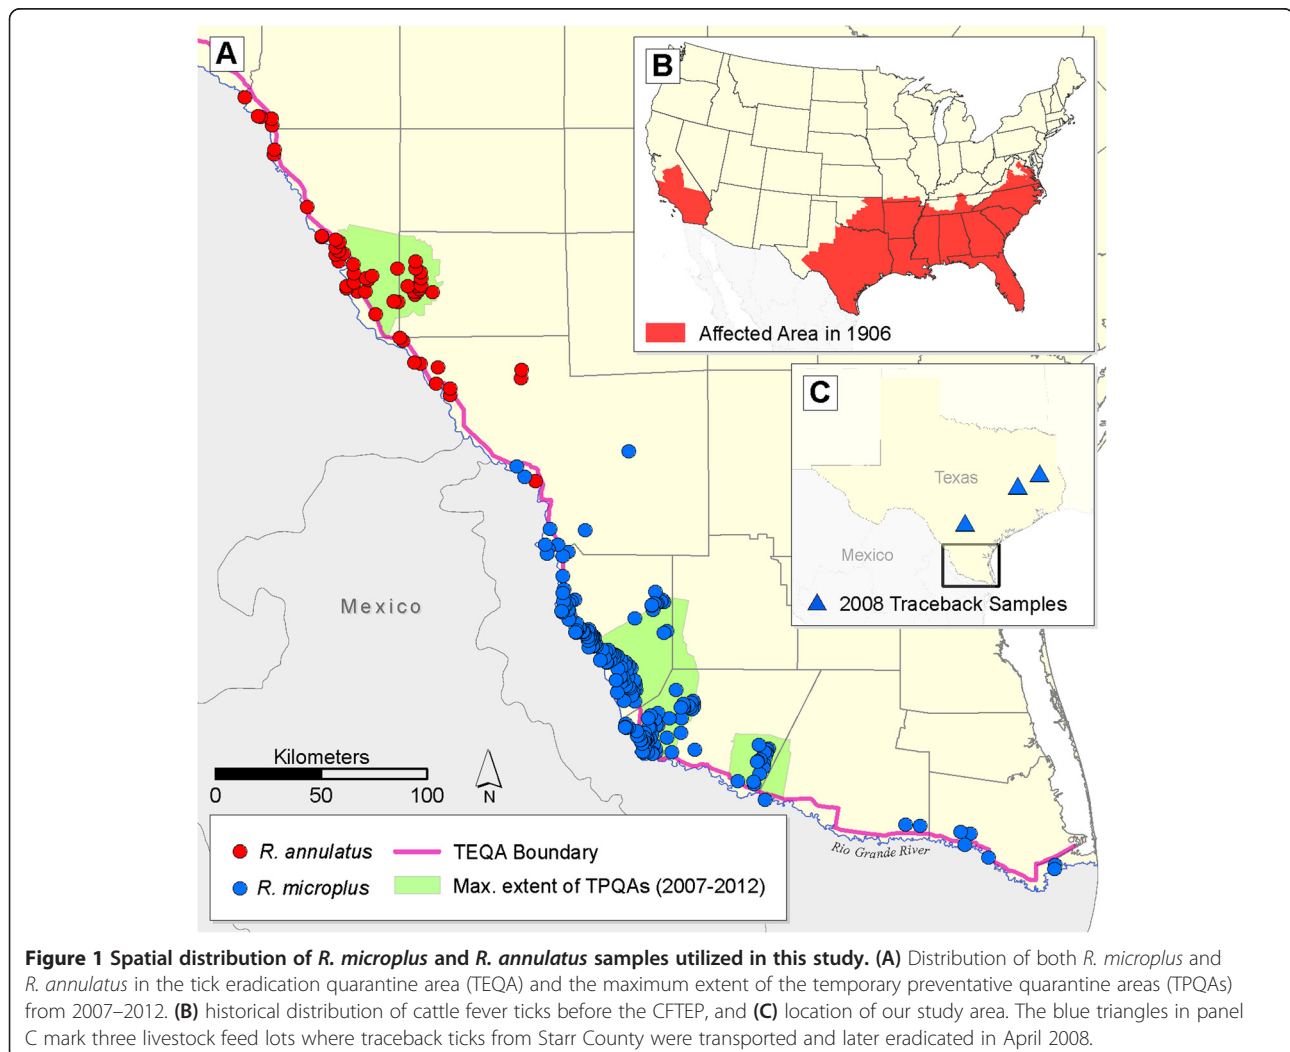 A
B
Affected Area in 1906
C
Texas
Mexico
2008 Traceback Samples
Mexico
Kilometers
0 50 100
N
R. annulatus
TEQA Boundary
R. microplus
Max. extent of TPQAs (2007-2012)
Rio Grande River
Figure 1 Spatial distribution of R. microplus and R. annulatus samples utilized in this study. (A) Distribution of both R. microplus and
R. annulatus in the tick eradication quarantine area (TEQA) and the maximum extent of the temporary preventative quarantine areas (TPQAs)
from 2007–2012. (B) historical distribution of cattle fever ticks before the CFTEP, and (C) location of our study area. The blue triangles in panel
C mark three livestock feed lots where traceback ticks from Starr County were transported and later eradicated in April 2008.